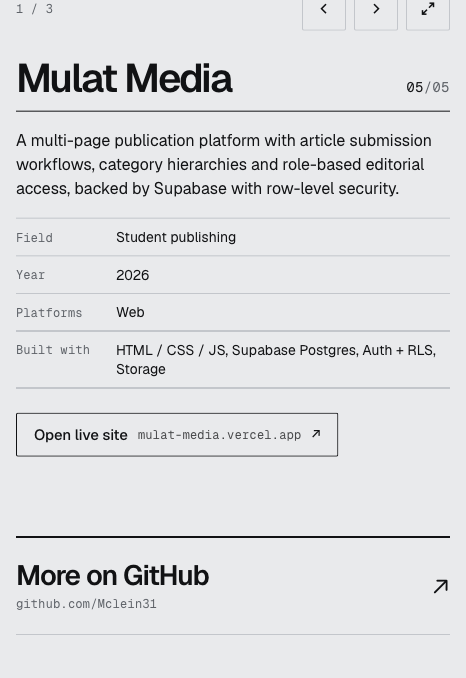 1 / 3
Mulat Media
05/05
A multi-page publication platform with article submission
workflows, category hierarchies and role-based editorial
access, backed by Supabase with row-level security.
Field Student publishing
Year 2026
Platforms Web
Built with HTML / CSS / JS, Supabase Postgres, Auth + RLS,
Storage
Open live site mulat-media.vercel.app ↗
More on GitHub
github.com/Mclein31